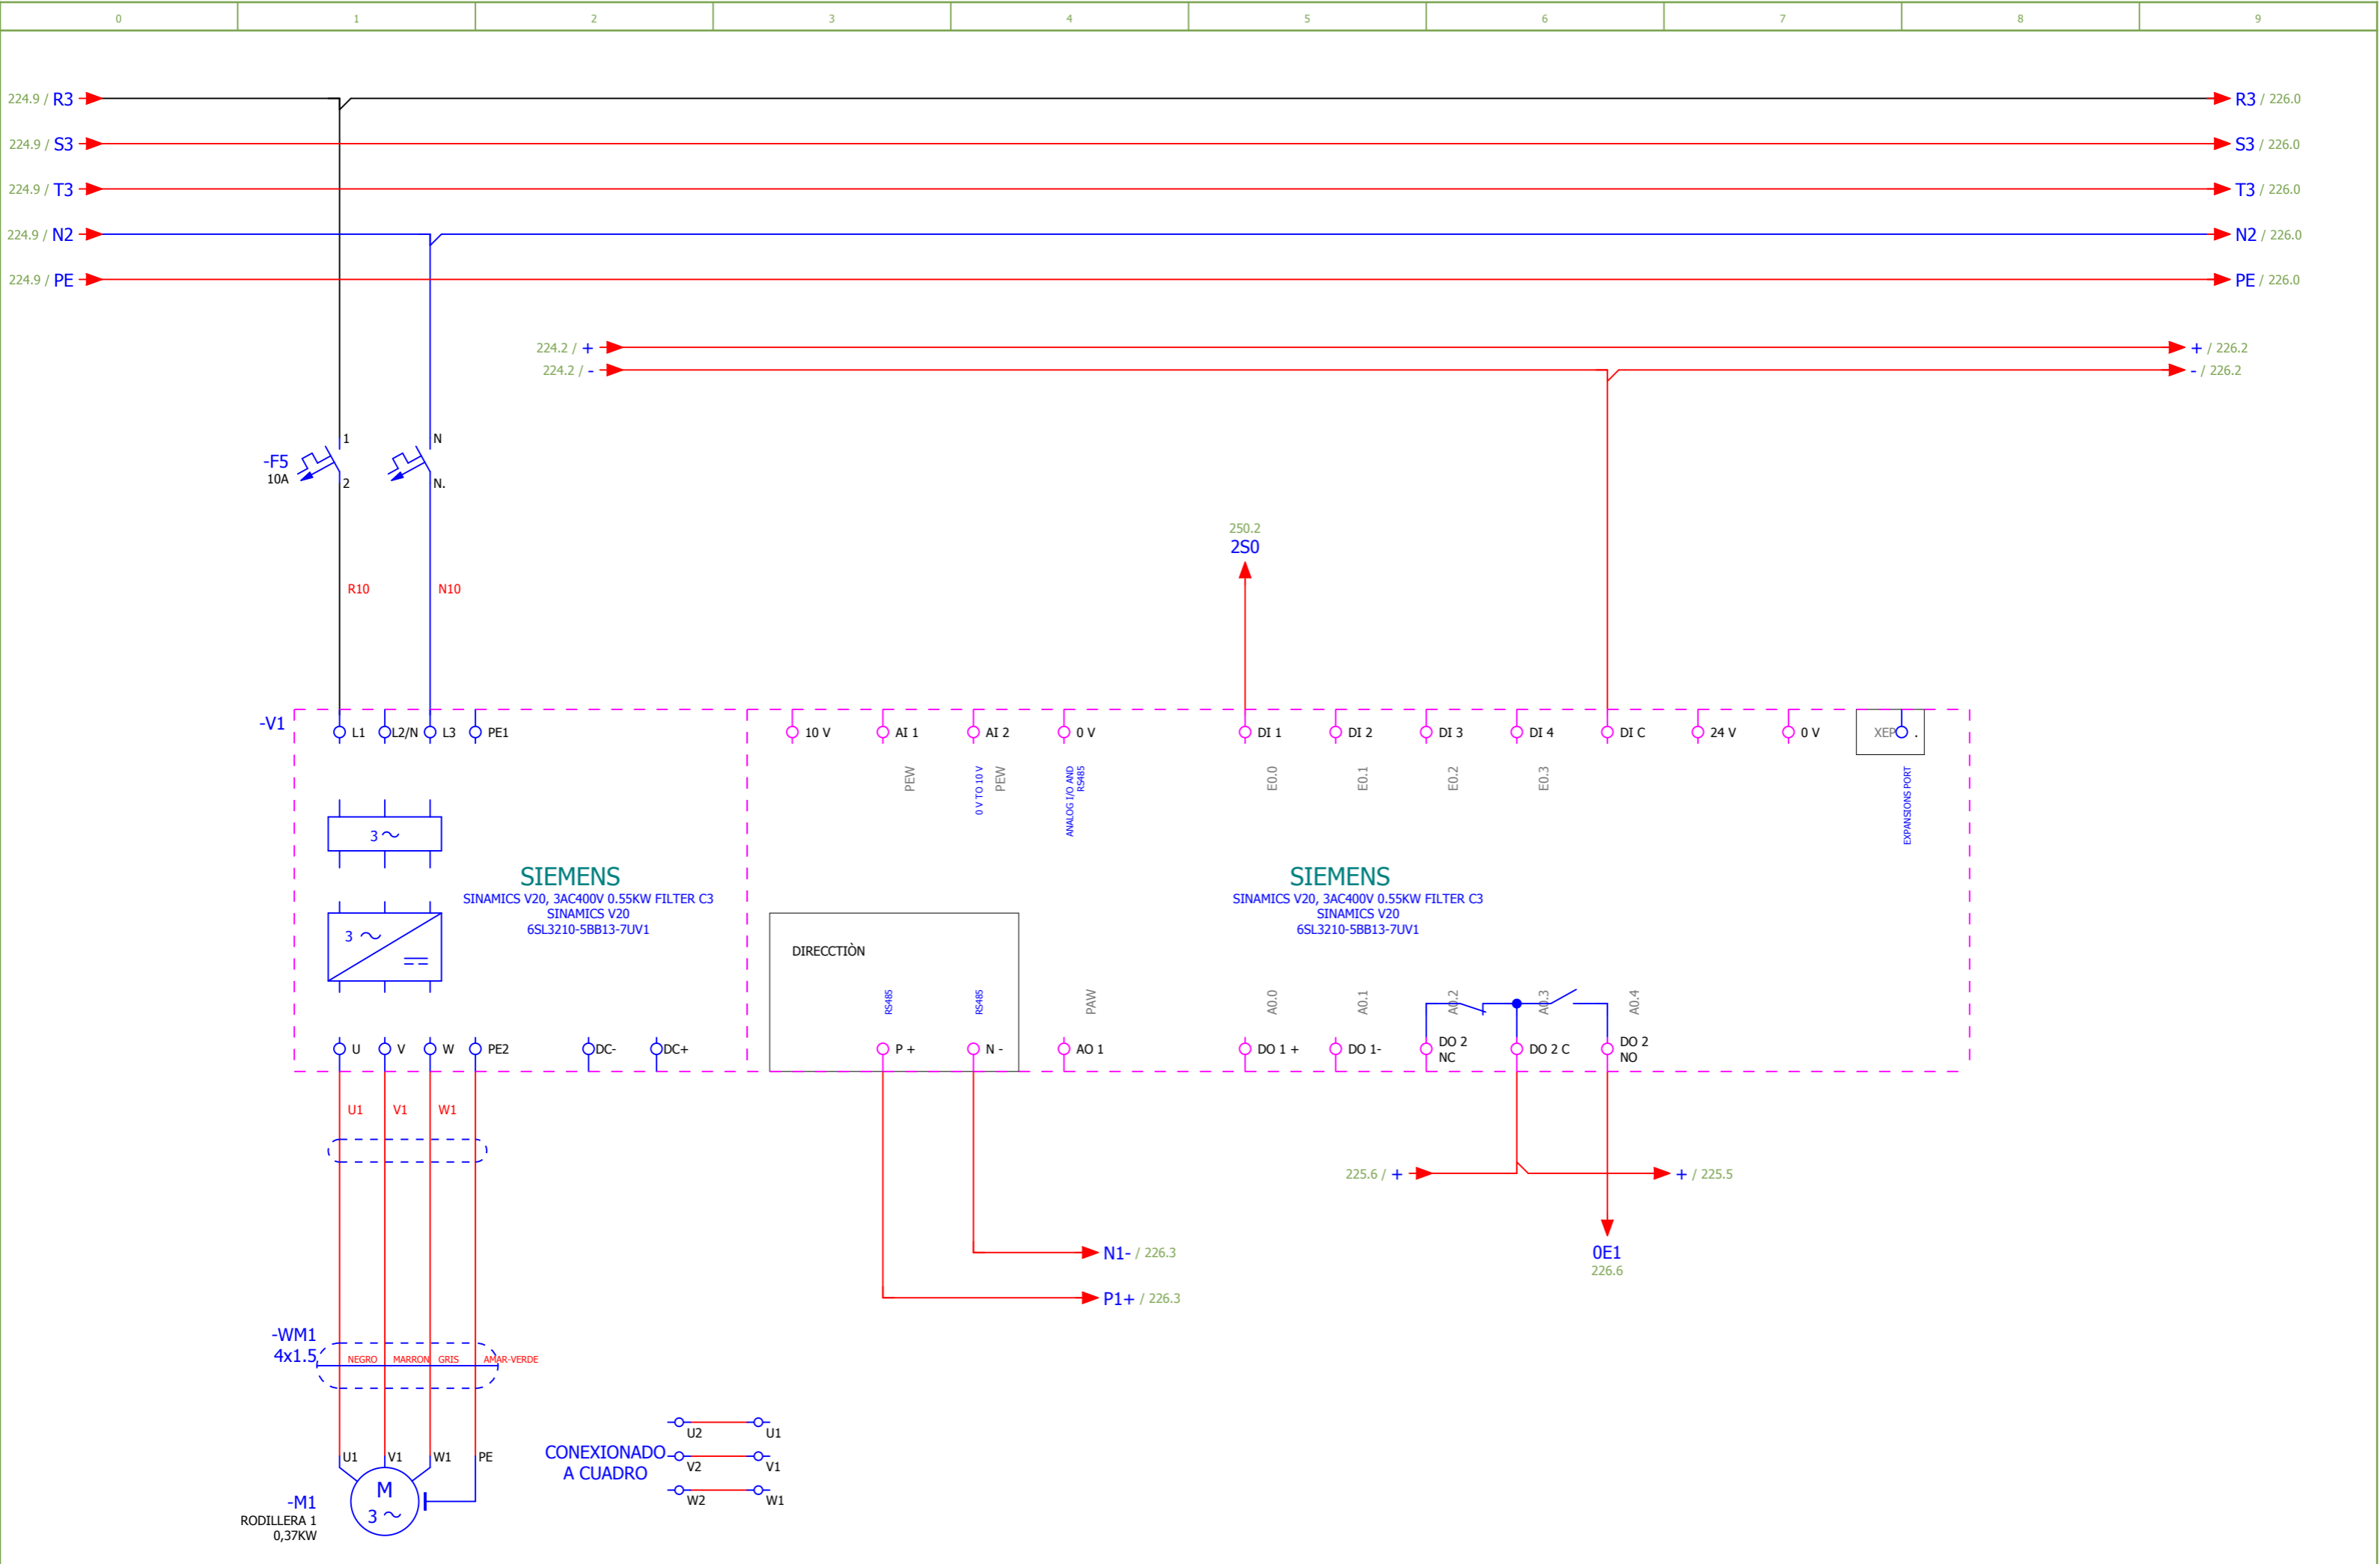 0 1 2 3 4 5 6 7 8 9
224.9 / R3 R3 / 226.0
224.9 / S3 S3 / 226.0
224.9 / T3 T3 / 226.0
224.9 / N2 N2 / 226.0
224.9 / PE PE / 226.0
224.2 / + + / 226.2
224.2 / - - / 226.2
1 N
-F5
10A
2 N.
250.2
2S0
R10 N10
-V1
L1 L2/N L3 PE1 10 V AI 1 AI 2 0 V DI 1 DI 2 DI 3 DI 4 DI C 24 V 0 V XEP .
PEW
0 V TO 10 V
PEW
ANALOG I/O AND
RS485
E0.0
E0.1
E0.2
E0.3
EXPANSIONS PORT
3
3
SIEMENS
SINAMICS V20, 3AC400V 0.55KW FILTER C3
SINAMICS V20
6SL3210-5BB13-7UV1
SIEMENS
SINAMICS V20, 3AC400V 0.55KW FILTER C3
SINAMICS V20
6SL3210-5BB13-7UV1
DIRECCTIÒN
RS485
RS485
PAW
A0.0
A0.1
A0.2
A0.3
A0.4
U V W PE2 DC- DC+ P + N - AO 1 DO 1 + DO 1- DO 2
NC
DO 2 C
DO 2
NO
U1 V1 W1
225.6 / + + / 225.5
N1- / 226.3
0E1
226.6
P1+ / 226.3
-WM1
4x1.5
NEGRO MARRON GRIS AMAR-VERDE
U2 U1
CONEXIONADO
A CUADRO
V2 V1
W2 W1
U1 V1 W1 PE
M
3
-M1
RODILLERA 1
0,37KW